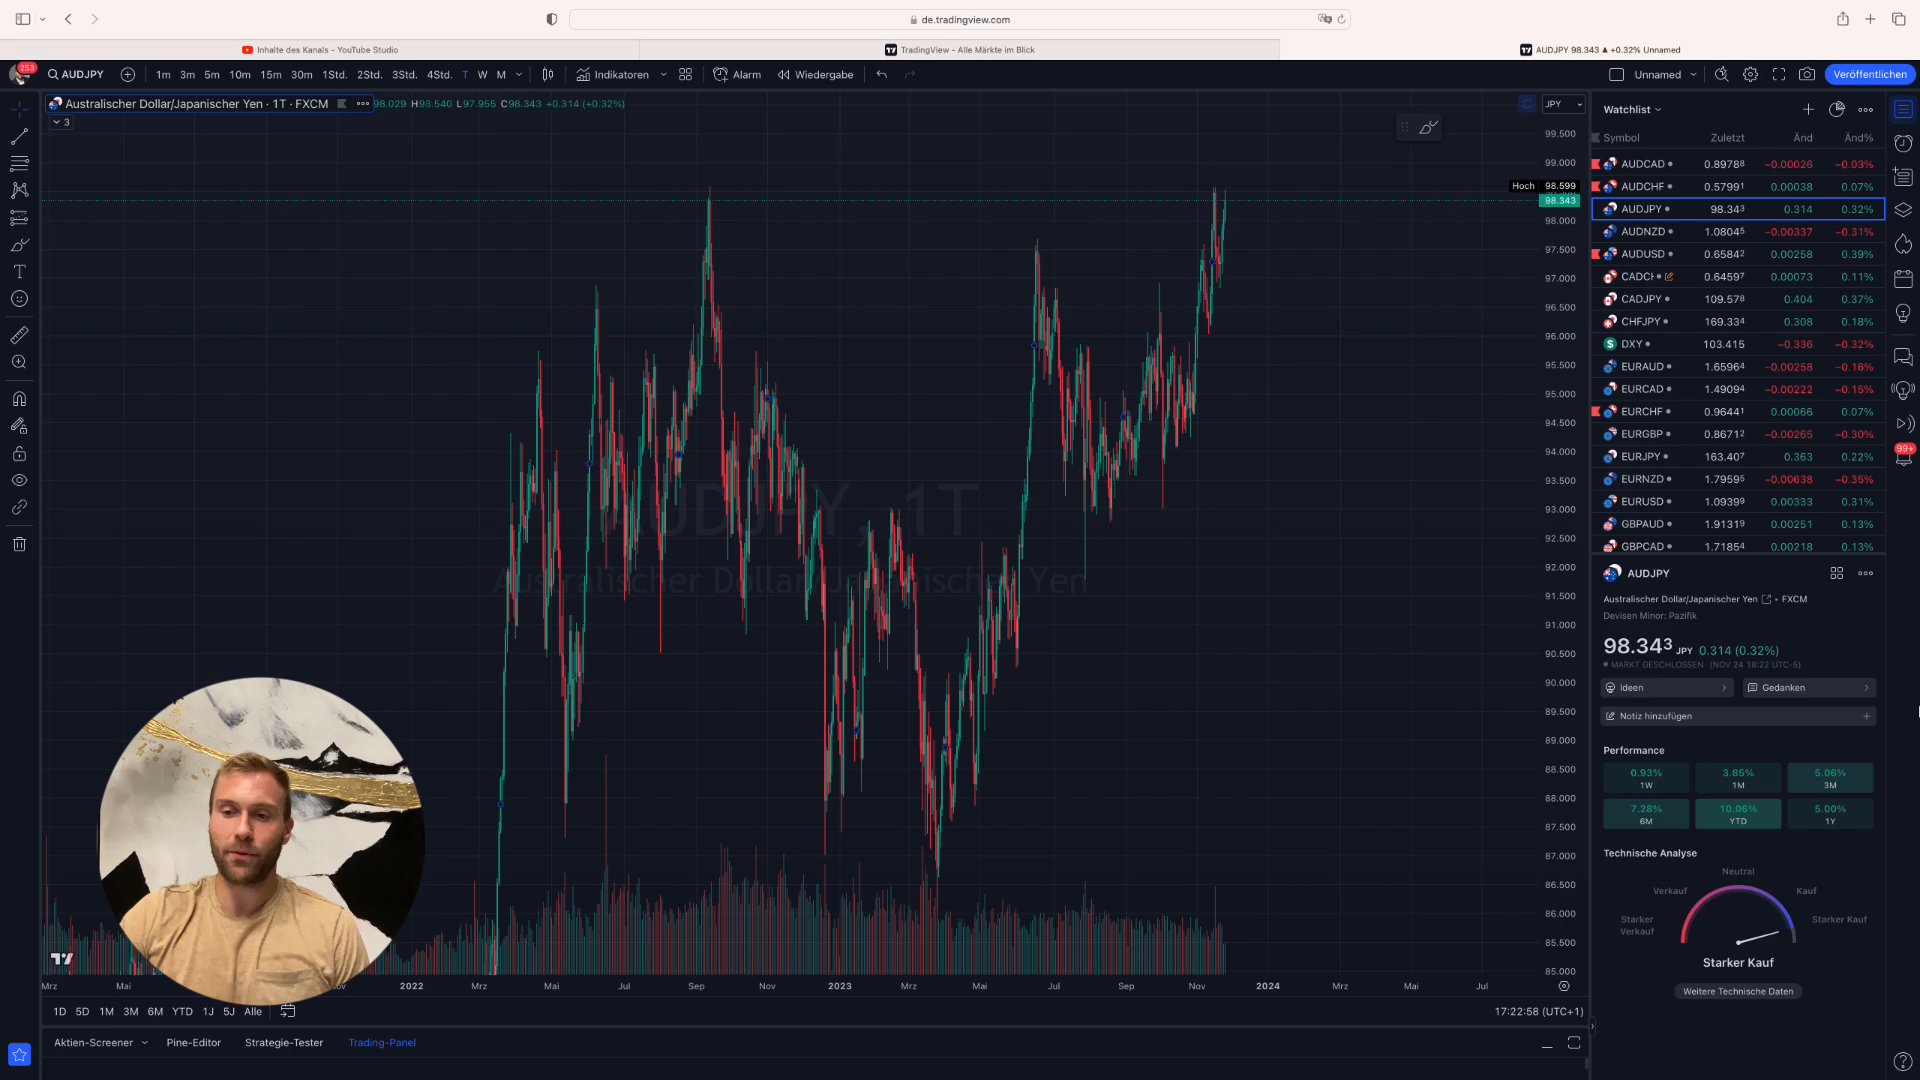 de.tradingview.com
Inhalte des Kanals – YouTube Studio
TradingView – Alle Märkte im Blick
AUDJPY 98.343 ▲ +0.32% Unnamed
253
AUDJPY
1m 3m 5m 10m 15m 30m 1Std. 2Std. 3Std. 4Std. T W M
Indikatoren
Alarm
Wiedergabe
Unnamed
Veröffentlichen
Australischer Dollar/Japanischer Yen · 1T · FXCM
98.029 H98.540 L97.955 C98.343 +0.314 (+0.32%)
3
JPY
99.500
99.000
Hoch 98.599
98.343
98.000
97.500
97.000
96.500
96.000
95.500
95.000
94.500
94.000
93.500
93.000
92.500
92.000
91.500
91.000
90.500
90.000
89.500
89.000
88.500
88.000
87.500
87.000
86.500
86.000
85.500
85.000
AUDJPY, 1T
Australischer Dollar/Japanischer Yen
Mrz Mai 2022 Mrz Mai Jul Sep Nov 2023 Mrz Mai Jul Sep Nov 2024 Mrz Mai Jul
1D 5D 1M 3M 6M YTD 1J 5J Alle
17:22:58 (UTC+1)
Aktien-Screener
Pine-Editor
Strategie-Tester
Trading-Panel
Watchlist
Symbol Zuletzt Änd Änd%
AUDCAD 0.89788 −0.00026 −0.03%
AUDCHF 0.57991 0.00038 0.07%
AUDJPY 98.343 0.314 0.32%
AUDNZD 1.08045 −0.00337 −0.31%
AUDUSD 0.65842 0.00258 0.39%
CADCH 0.64597 0.00073 0.11%
CADJPY 109.578 0.404 0.37%
CHFJPY 169.334 0.308 0.18%
DXY 103.415 −0.336 −0.32%
EURAUD 1.65964 −0.00258 −0.16%
EURCAD 1.49094 −0.00222 −0.15%
EURCHF 0.96441 0.00066 0.07%
EURGBP 0.86712 −0.00265 −0.30%
EURJPY 163.407 0.363 0.22%
EURNZD 1.79595 −0.00638 −0.35%
EURUSD 1.09399 0.00333 0.31%
GBPAUD 1.91319 0.00251 0.13%
GBPCAD 1.71854 0.00218 0.13%
99+
AUDJPY
Australischer Dollar/Japanischer Yen • FXCM
Devisen Minor: Pazifik
98.343 JPY 0.314 (0.32%)
MARKT GESCHLOSSEN (NOV 24 18:22 UTC-5)
Ideen
Gedanken
Notiz hinzufügen
Performance
0.93% 3.85% 5.06%
1W 1M 3M
7.28% 10.06% 5.00%
6M YTD 1Y
Technische Analyse
Neutral
Verkauf Kauf
Starker Verkauf Starker Kauf
Starker Kauf
Weitere Technische Daten